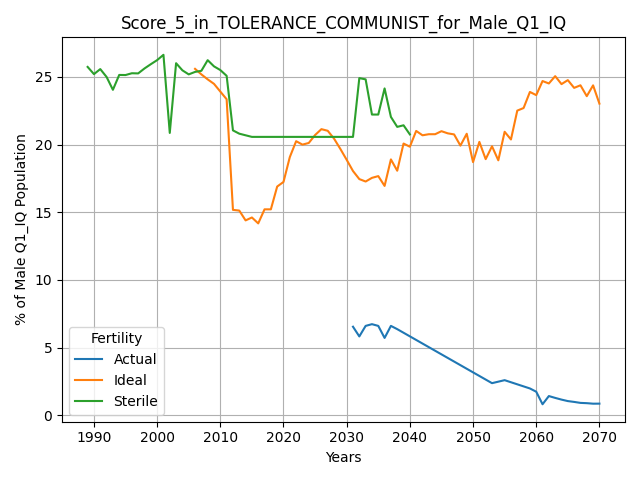 Score_5_in_TOLERANCE_COMMUNIST_for_Male_Q1_IQ
% of Male Q1_IQ Population
25
20
15
10
5
0
Fertility
Actual
Ideal
Sterile
1990 2000 2010 2020 2030 2040 2050 2060 2070
Years